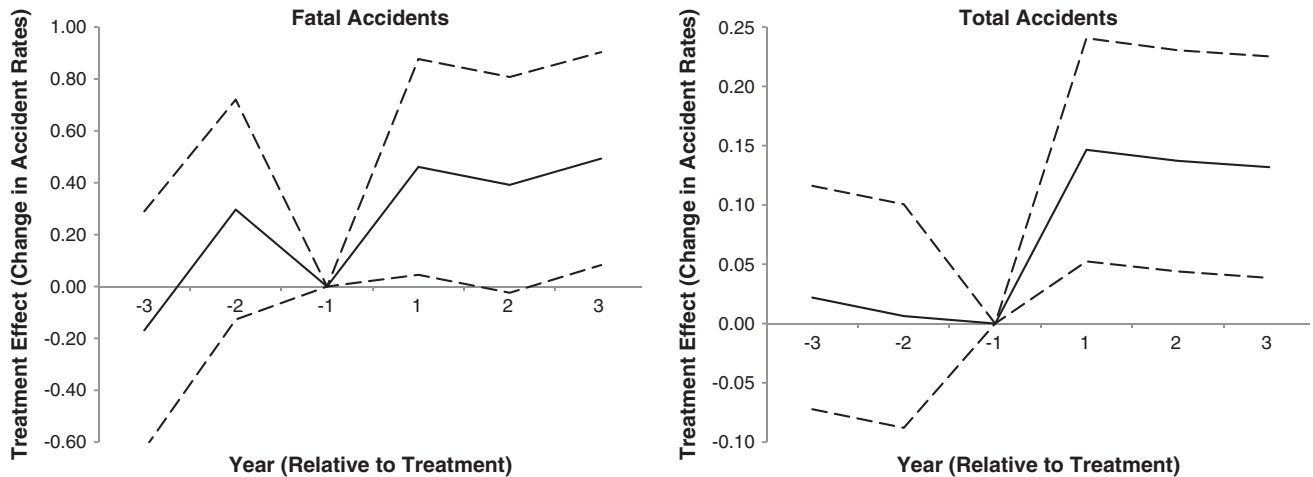 Fatal Accidents
Treatment Effect (Change in Accident Rates)
1.00
0.80
0.60
0.40
0.20
0.00
-0.20
-0.40
-0.60
-3 -2 -1 1 2 3
Year (Relative to Treatment)
Total Accidents
Treatment Effect (Change in Accident Rates)
0.25
0.20
0.15
0.10
0.05
0.00
-0.05
-0.10
-3 -2 -1 1 2 3
Year (Relative to Treatment)